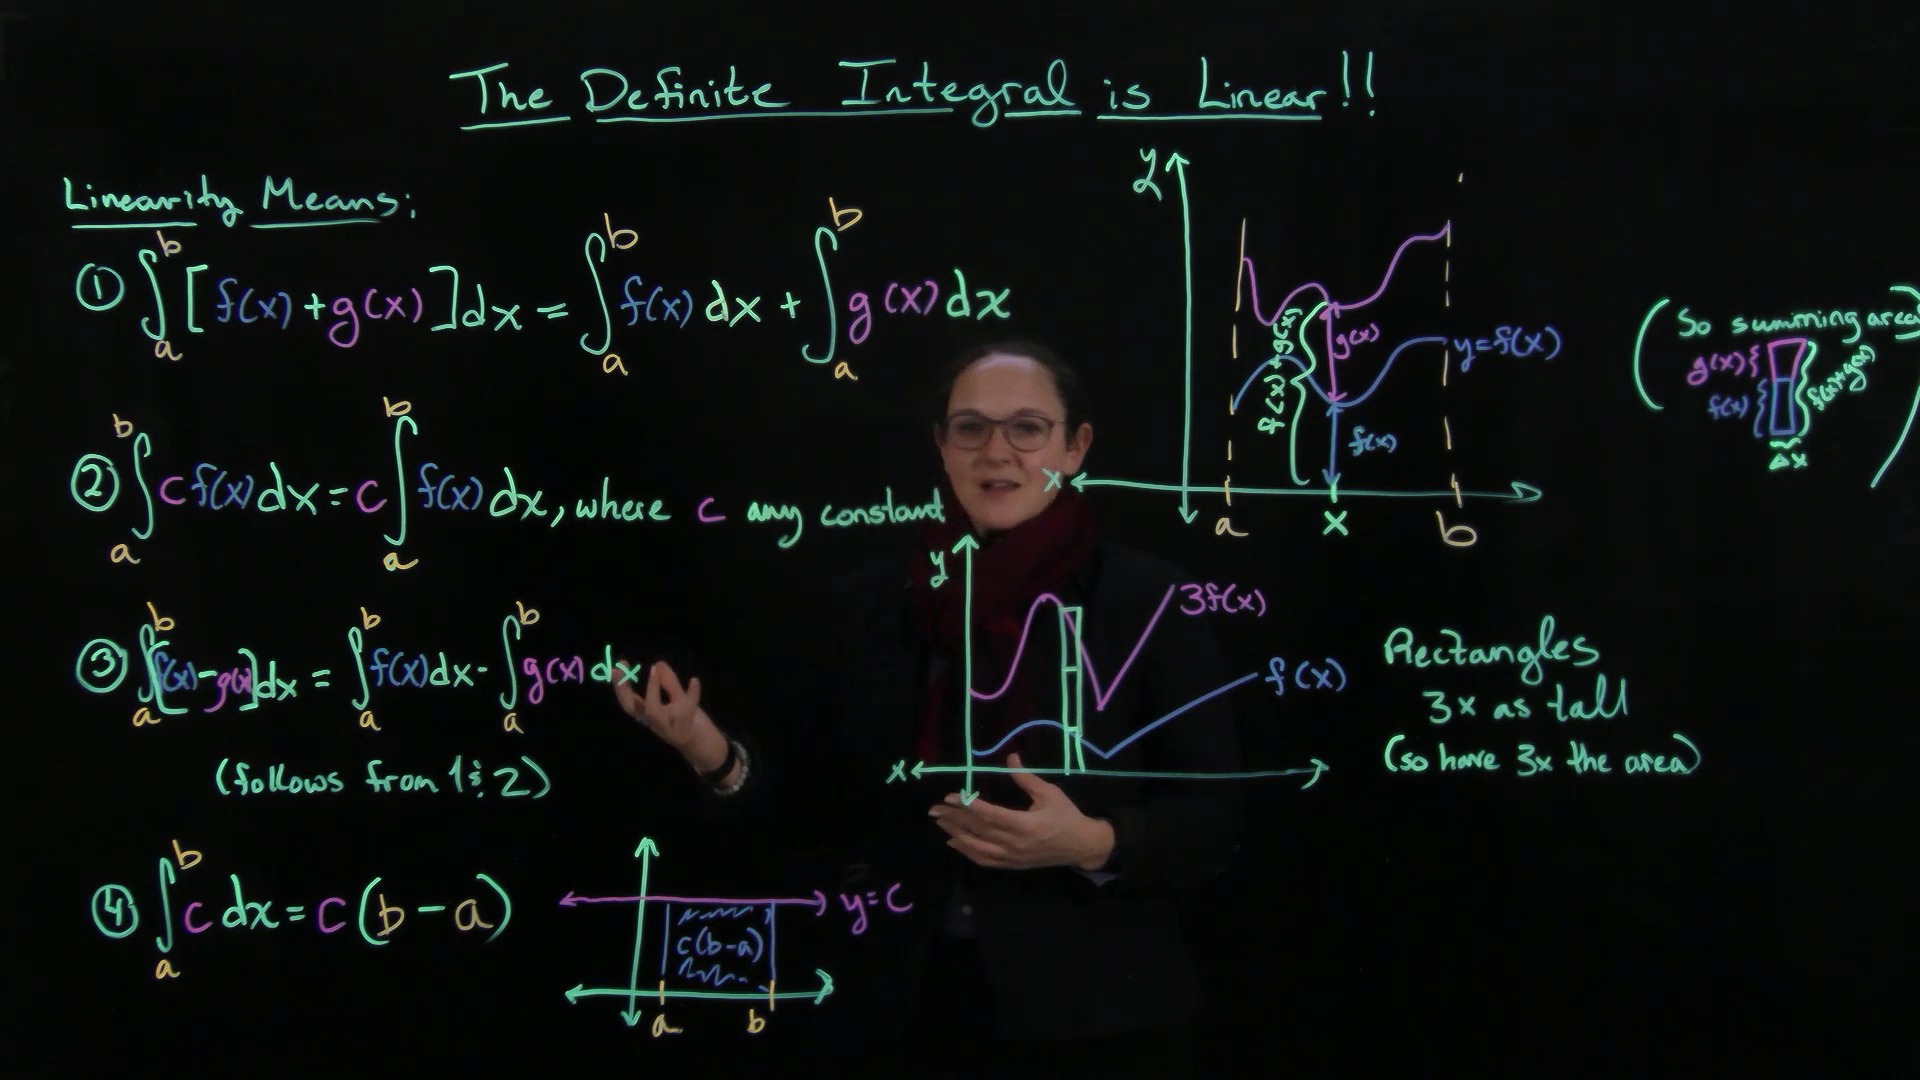 The Definite Integral is Linear!!
Linearity Means:
① ∫_a^b [f(x) + g(x)] dx = ∫_a^b f(x) dx + ∫_a^b g(x) dx
② ∫_a^b c f(x) dx = c ∫_a^b f(x) dx, where c any constant
③ ∫_a^b [f(x) - g(x)] dx = ∫_a^b f(x) dx - ∫_a^b g(x) dx
(follows from 1 & 2)
④ ∫_a^b c dx = c(b - a)
y = c
c(b-a)
a b
y
g(x)
y = f(x)
f(x) + g(x)
f(x)
x
a x b
(So summing area)
g(x)
f(x)
f(x)+g(x)
Δx
y
3f(x)
f(x)
x
Rectangles
3x as tall
(so have 3x the area)